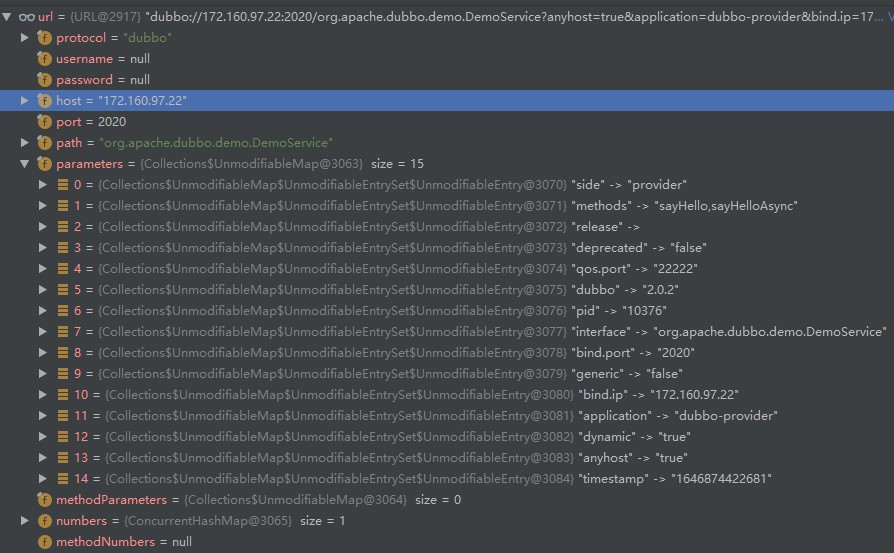 url = {URL@2917} "dubbo://172.160.97.22:2020/org.apache.dubbo.demo.DemoService?anyhost=true&application=dubbo-provider&bind.ip=17... V
f protocol = "dubbo"
f username = null
f password = null
f host = "172.160.97.22"
f port = 2020
f path = "org.apache.dubbo.demo.DemoService"
f parameters = {Collections$UnmodifiableMap@3063} size = 15
0 = {Collections$UnmodifiableMap$UnmodifiableEntrySet$UnmodifiableEntry@3070} "side" -> "provider"
1 = {Collections$UnmodifiableMap$UnmodifiableEntrySet$UnmodifiableEntry@3071} "methods" -> "sayHello,sayHelloAsync"
2 = {Collections$UnmodifiableMap$UnmodifiableEntrySet$UnmodifiableEntry@3072} "release" ->
3 = {Collections$UnmodifiableMap$UnmodifiableEntrySet$UnmodifiableEntry@3073} "deprecated" -> "false"
4 = {Collections$UnmodifiableMap$UnmodifiableEntrySet$UnmodifiableEntry@3074} "qos.port" -> "22222"
5 = {Collections$UnmodifiableMap$UnmodifiableEntrySet$UnmodifiableEntry@3075} "dubbo" -> "2.0.2"
6 = {Collections$UnmodifiableMap$UnmodifiableEntrySet$UnmodifiableEntry@3076} "pid" -> "10376"
7 = {Collections$UnmodifiableMap$UnmodifiableEntrySet$UnmodifiableEntry@3077} "interface" -> "org.apache.dubbo.demo.DemoService"
8 = {Collections$UnmodifiableMap$UnmodifiableEntrySet$UnmodifiableEntry@3078} "bind.port" -> "2020"
9 = {Collections$UnmodifiableMap$UnmodifiableEntrySet$UnmodifiableEntry@3079} "generic" -> "false"
10 = {Collections$UnmodifiableMap$UnmodifiableEntrySet$UnmodifiableEntry@3080} "bind.ip" -> "172.160.97.22"
11 = {Collections$UnmodifiableMap$UnmodifiableEntrySet$UnmodifiableEntry@3081} "application" -> "dubbo-provider"
12 = {Collections$UnmodifiableMap$UnmodifiableEntrySet$UnmodifiableEntry@3082} "dynamic" -> "true"
13 = {Collections$UnmodifiableMap$UnmodifiableEntrySet$UnmodifiableEntry@3083} "anyhost" -> "true"
14 = {Collections$UnmodifiableMap$UnmodifiableEntrySet$UnmodifiableEntry@3084} "timestamp" -> "1646874422681"
f methodParameters = {Collections$UnmodifiableMap@3064} size = 0
f numbers = {ConcurrentHashMap@3065} size = 1
f methodNumbers = null